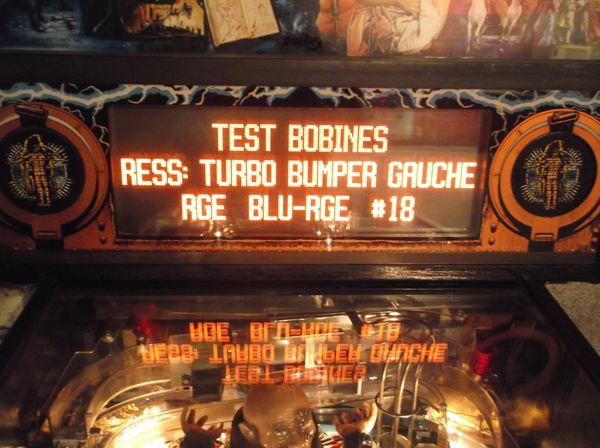 TEST BOBINES
RESS: TURBO BUMPER GAUCHE
RGE BLU-RGE #18